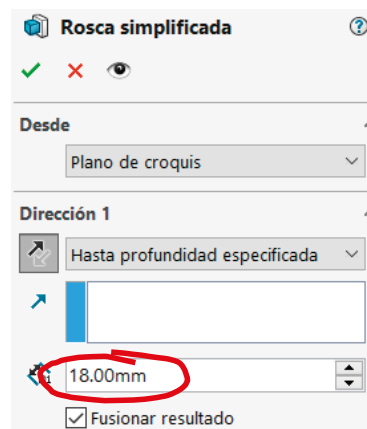 Rosca simplificada
Desde
Plano de croquis
Dirección 1
Hasta profundidad especificada
18.00mm
Fusionar resultado